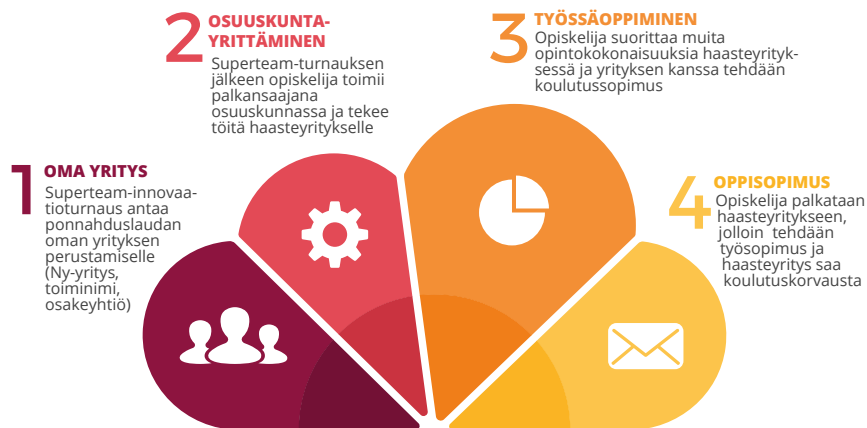 1
OMA YRITYS
Superteam-innovaa-
tioturnaus antaa
ponnahduslaudan
oman yrityksen
perustamiselle
(Ny-yritys,
toiminimi,
osakeyhtiö)
2
OSUUSKUNTA-
YRITTÄMINEN
Superteam-turnauksen
jälkeen opiskelija toimii
palkansaajana
osuuskunnassa ja tekee
töitä haasteyritykselle
3
TYÖSSÄOPPIMINEN
Opiskelija suorittaa muita
opintokokonaisuuksia haasteyrityk-
sessä ja yrityksen kanssa tehdään
koulutussopimus
4
OPPISOPIMUS
Opiskelija palkataan
haasteyritykseen,
jolloin tehdään
työsopimus ja
haasteyritys saa
koulutuskorvausta